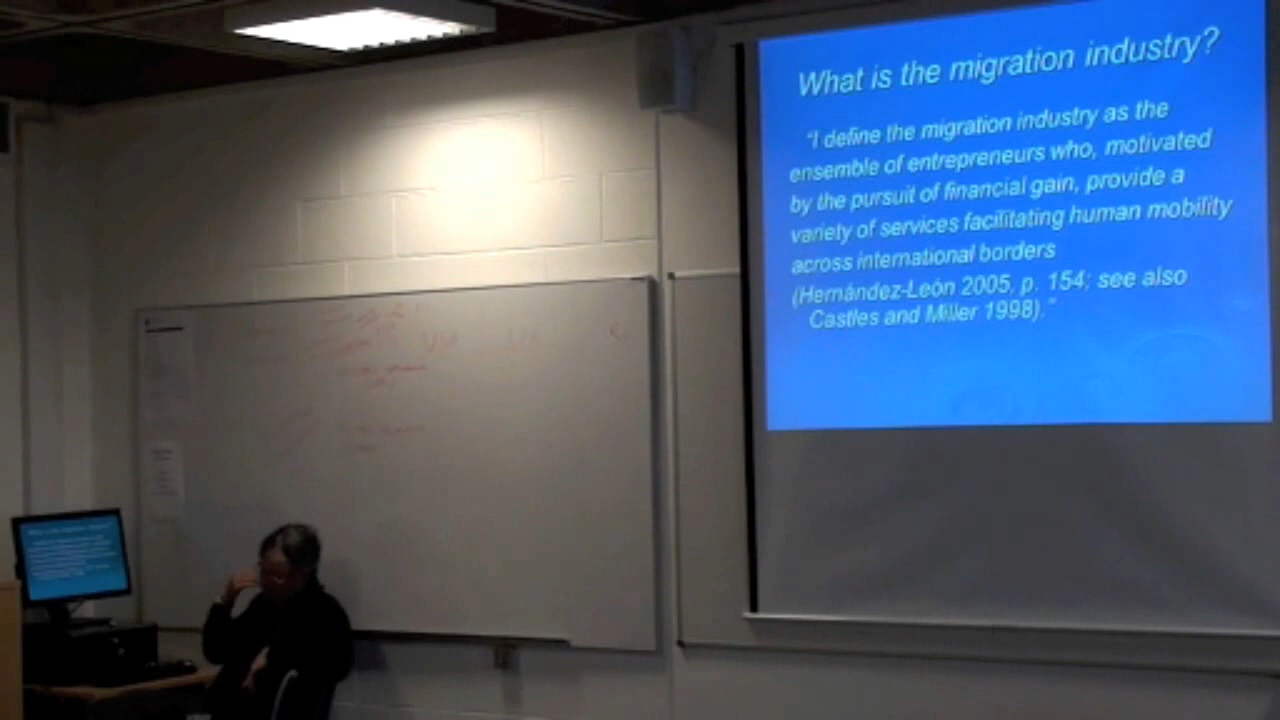 What is the migration industry?
“I define the migration industry as the
ensemble of entrepreneurs who, motivated
by the pursuit of financial gain, provide a
variety of services facilitating human mobility
across international borders
(Hernández-León 2005, p. 154; see also
Castles and Miller 1998).”